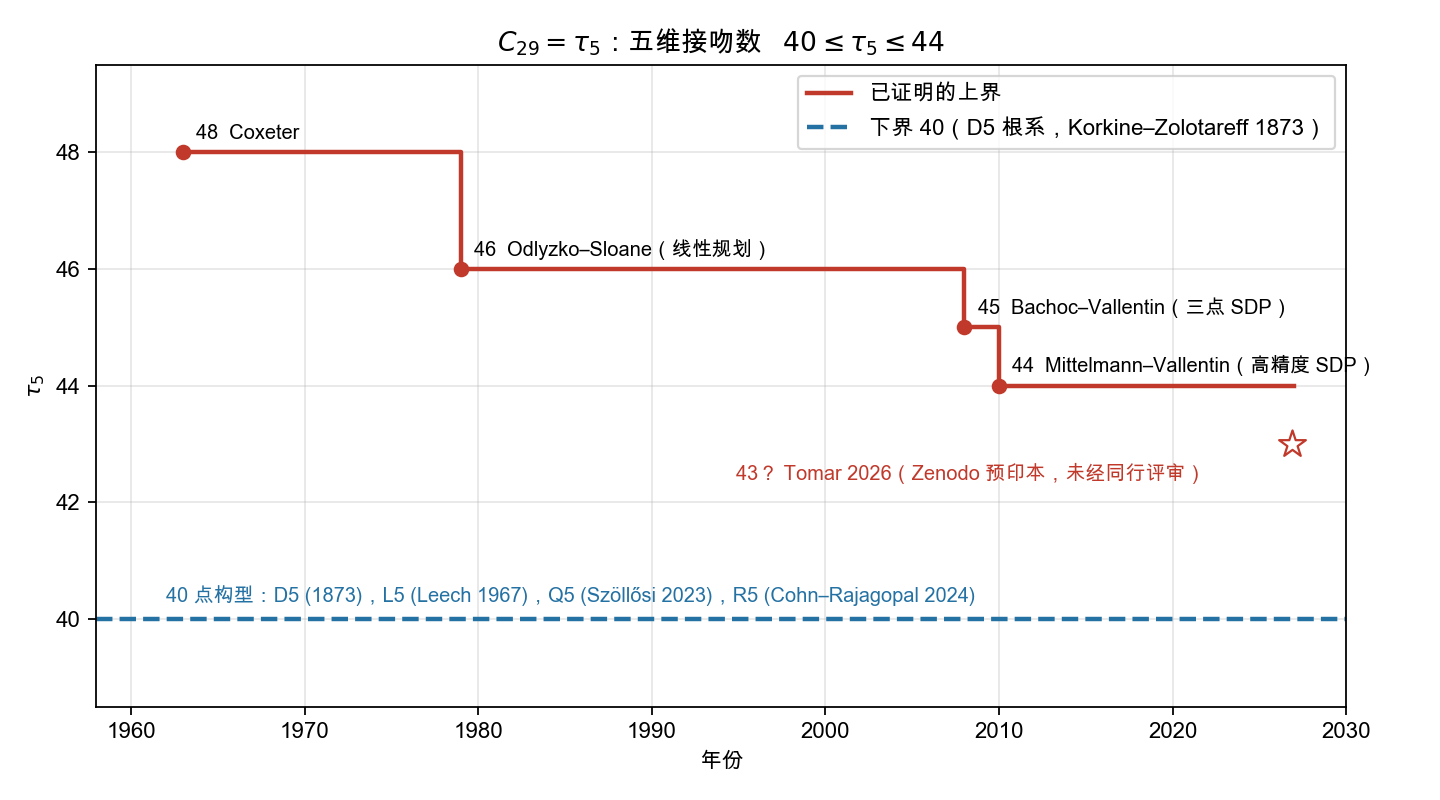 C₂₉ = τ₅：五维接吻数 40 ≤ τ₅ ≤ 44
已证明的上界
下界 40（D5 根系，Korkine–Zolotareff 1873）
48 Coxeter
46 Odlyzko–Sloane（线性规划）
45 Bachoc–Vallentin（三点 SDP）
44 Mittelmann–Vallentin（高精度 SDP）
43？ Tomar 2026（Zenodo 预印本，未经同行评审）
40 点构型：D5 (1873)，L5 (Leech 1967)，Q5 (Szöllősi 2023)，R5 (Cohn–Rajagopal 2024)
τ₅
48
46
44
42
40
1960 1970 1980 1990 2000 2010 2020 2030
年份